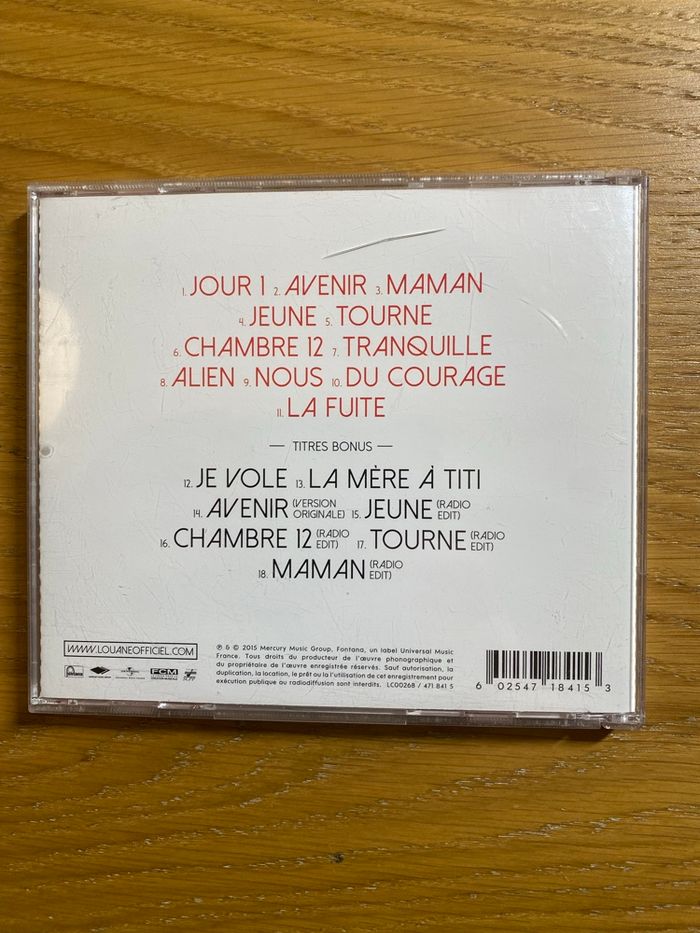 1. JOUR 1 2. AVENIR 3. MAMAN
4. JEUNE 5. TOURNE
6. CHAMBRE 12 7. TRANQUILLE
8. ALIEN 9. NOUS 10. DU COURAGE
11. LA FUITE
— TITRES BONUS —
12. JE VOLE 13. LA MÈRE À TITI
14. AVENIR (VERSION ORIGINALE) 15. JEUNE (RADIO EDIT)
16. CHAMBRE 12 (RADIO EDIT) 17. TOURNE (RADIO EDIT)
18. MAMAN (RADIO EDIT)
WWW.LOUANEOFFICIEL.COM
℗ & © 2015 Mercury Music Group, Fontana, un label Universal Music
France. Tous droits du producteur de l'œuvre phonographique et
du propriétaire de l'œuvre enregistrée réservés. Sauf autorisation, la
duplication, la location, le prêt ou la l'utilisation de cet enregistrement pour
exécution publique ou radiodiffusion sont interdits. LC00268 / 471 841 5
FCM
6 02547 18415 3